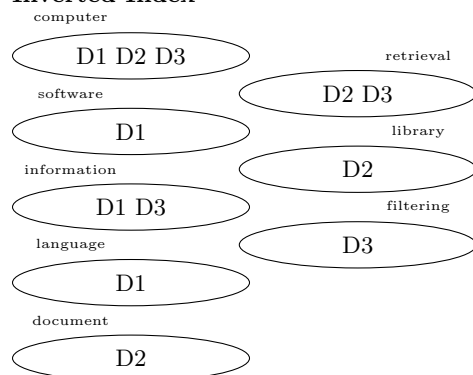 Inverted Index
computer
D1 D2 D3
software
D1
information
D1 D3
language
D1
document
D2
retrieval
D2 D3
library
D2
filtering
D3